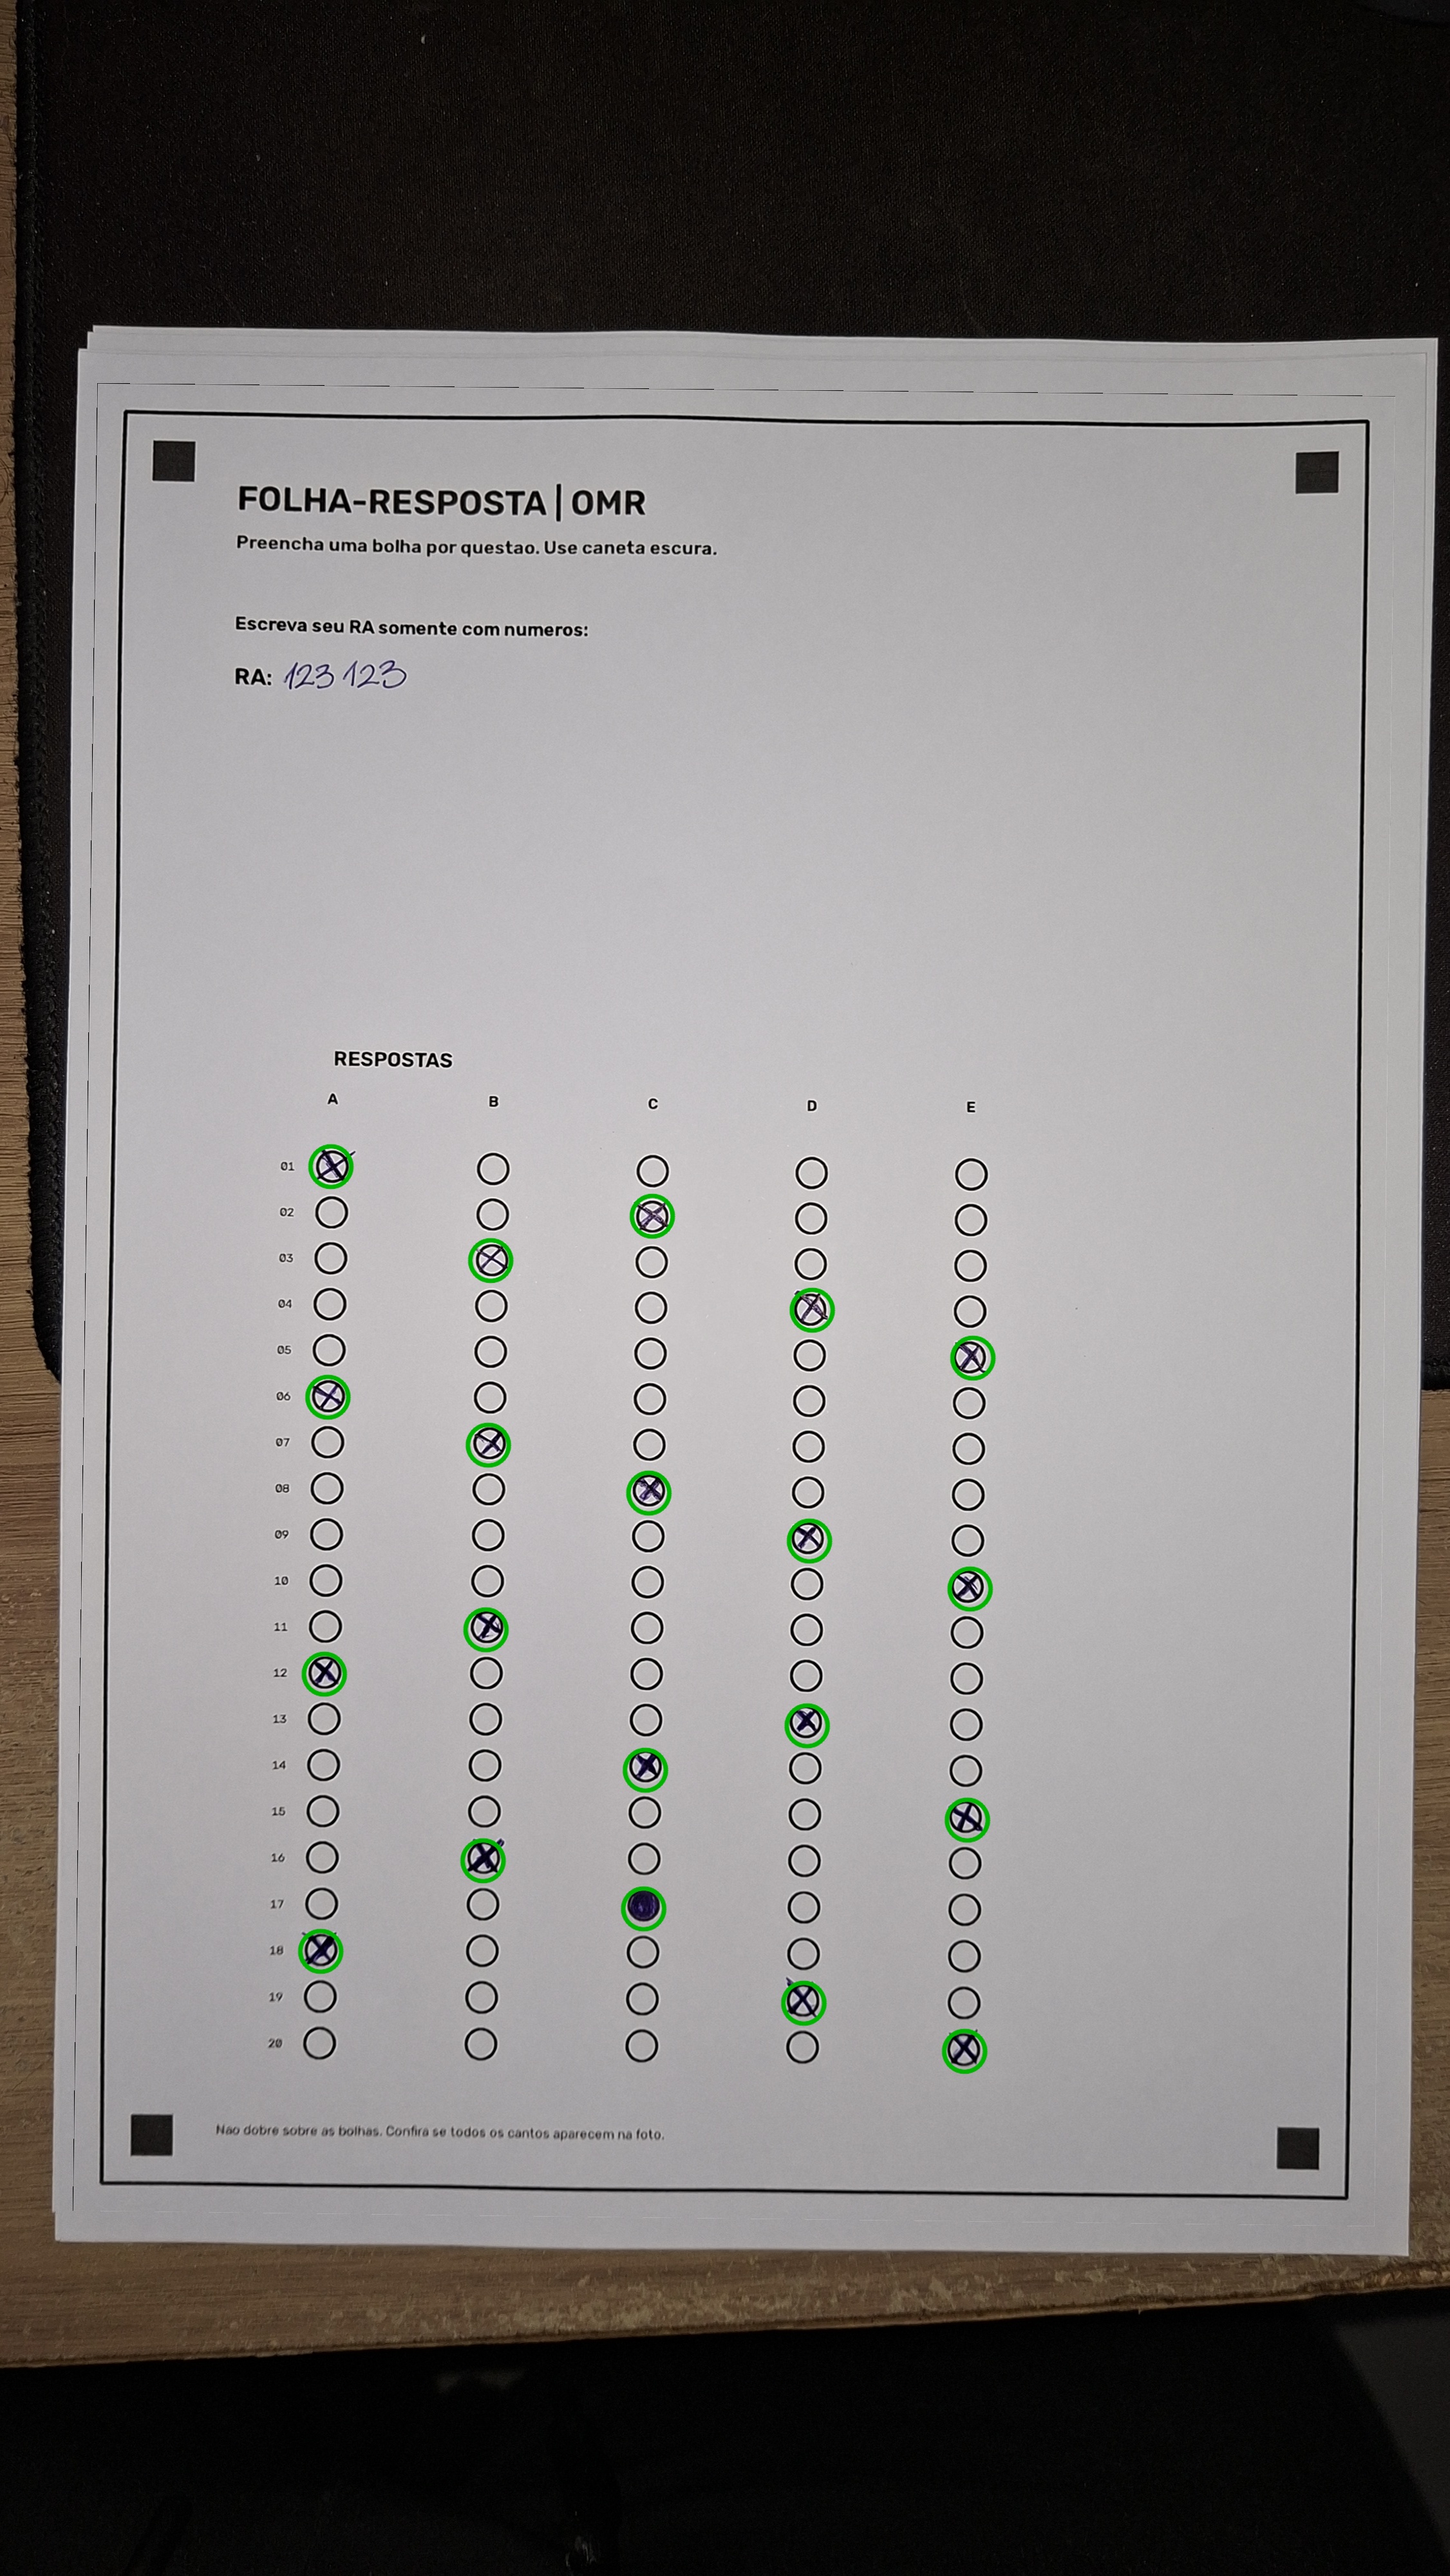 FOLHA-RESPOSTA | OMR
Preencha uma bolha por questao. Use caneta escura.
Escreva seu RA somente com numeros:
RA: 123 123
RESPOSTAS
A B C D E
01
02
03
04
05
06
07
08
09
10
11
12
13
14
15
16
17
18
19
20
Nao dobre sobre as bolhas. Confira se todos os cantos aparecem na foto.